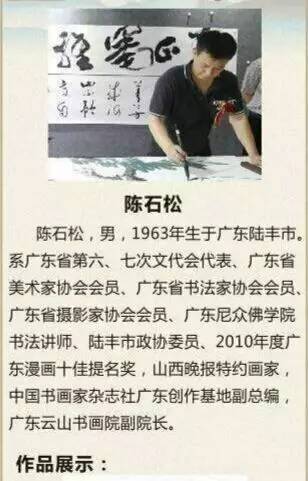 陈石松
陈石松，男，1963年生于广东陆丰市。
系广东省第六、七次文代会代表、广东省
美术家协会会员、广东省书法家协会会员、
广东省摄影家协会会员、广东尼众佛学院
书法讲师、陆丰市政协委员、2010年度广
东漫画十佳提名奖，山西晚报特约画家，
中国书画家杂志社广东创作基地副总编，
广东云山书画院副院长。
作品展示：